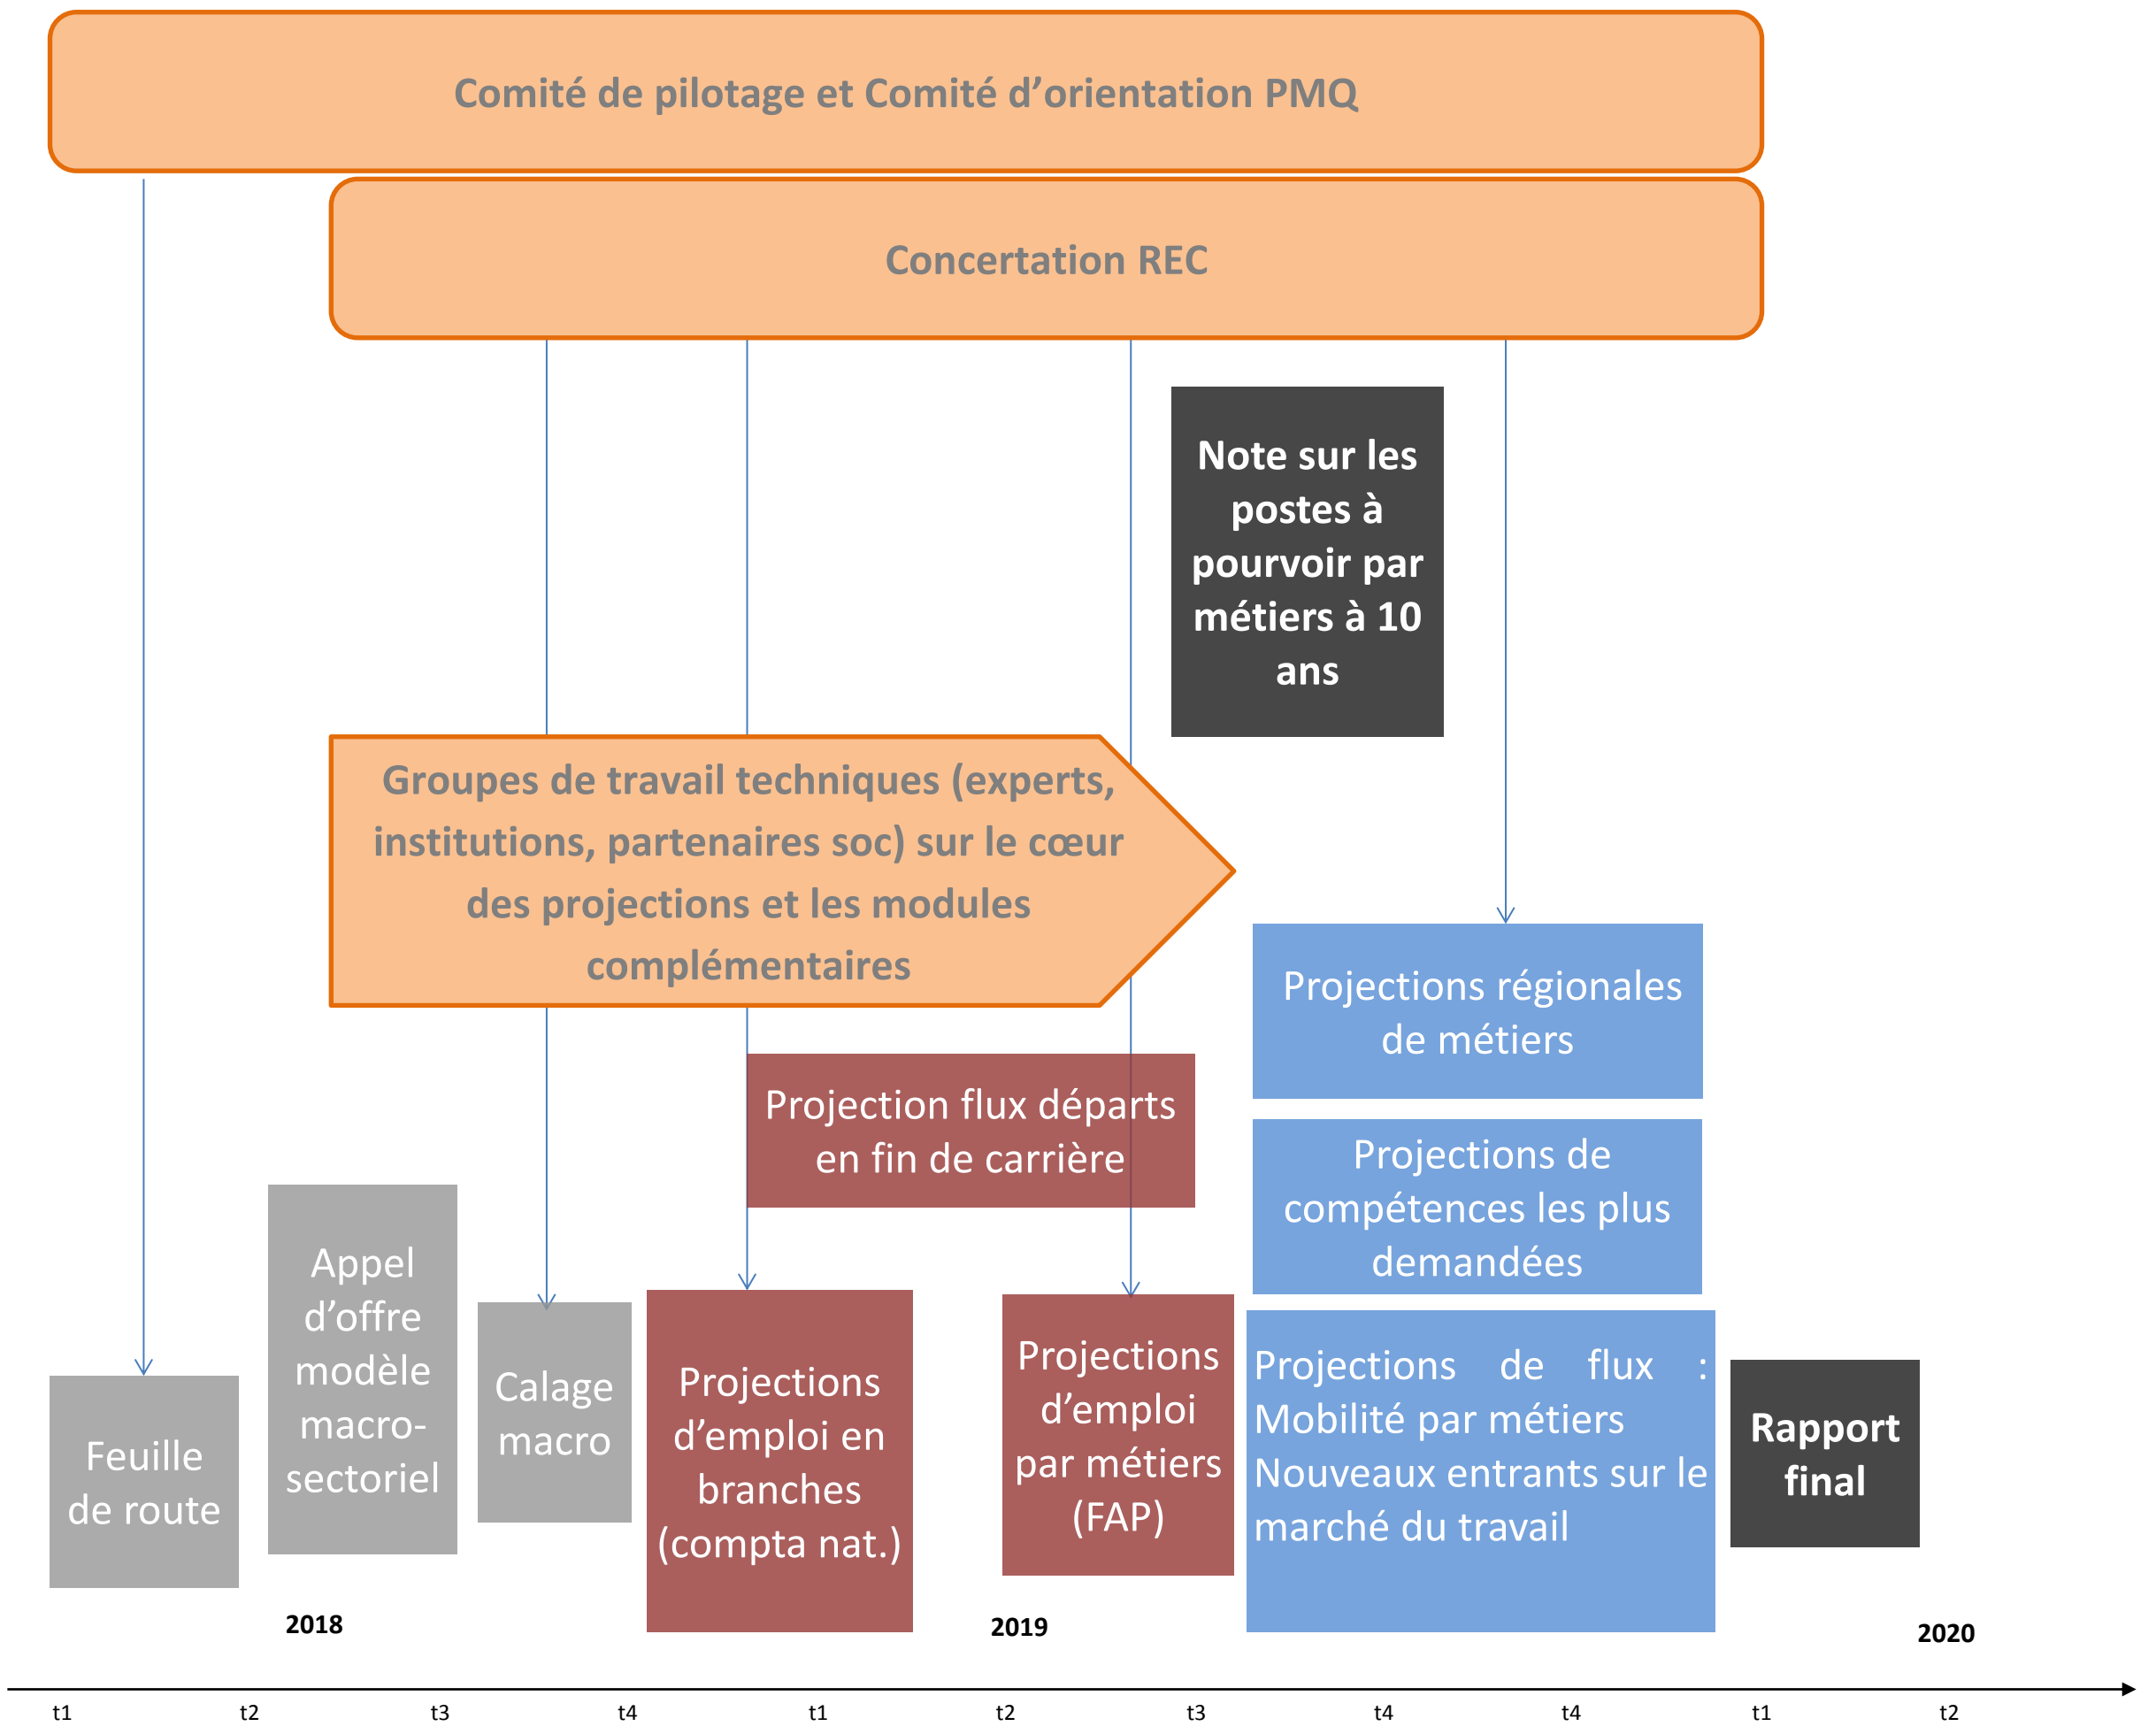 Comité de pilotage et Comité d’orientation PMQ
Concertation REC
Note sur les
postes à
pourvoir par
métiers à 10
ans
Groupes de travail techniques (experts,
institutions, partenaires soc) sur le cœur
des projections et les modules
complémentaires
Projections régionales
de métiers
Projection flux départs
en fin de carrière
Projections de
compétences les plus
demandées
Appel
d’offre
modèle
macro-
sectoriel
Calage
macro
Projections
d’emploi en
branches
(compta nat.)
Projections
d’emploi
par métiers
(FAP)
Projections de flux :
Mobilité par métiers
Nouveaux entrants sur le
marché du travail
Feuille
de route
Rapport
final
2018
2019
2020
t1 t2 t3 t4 t1 t2 t3 t4 t4 t1 t2